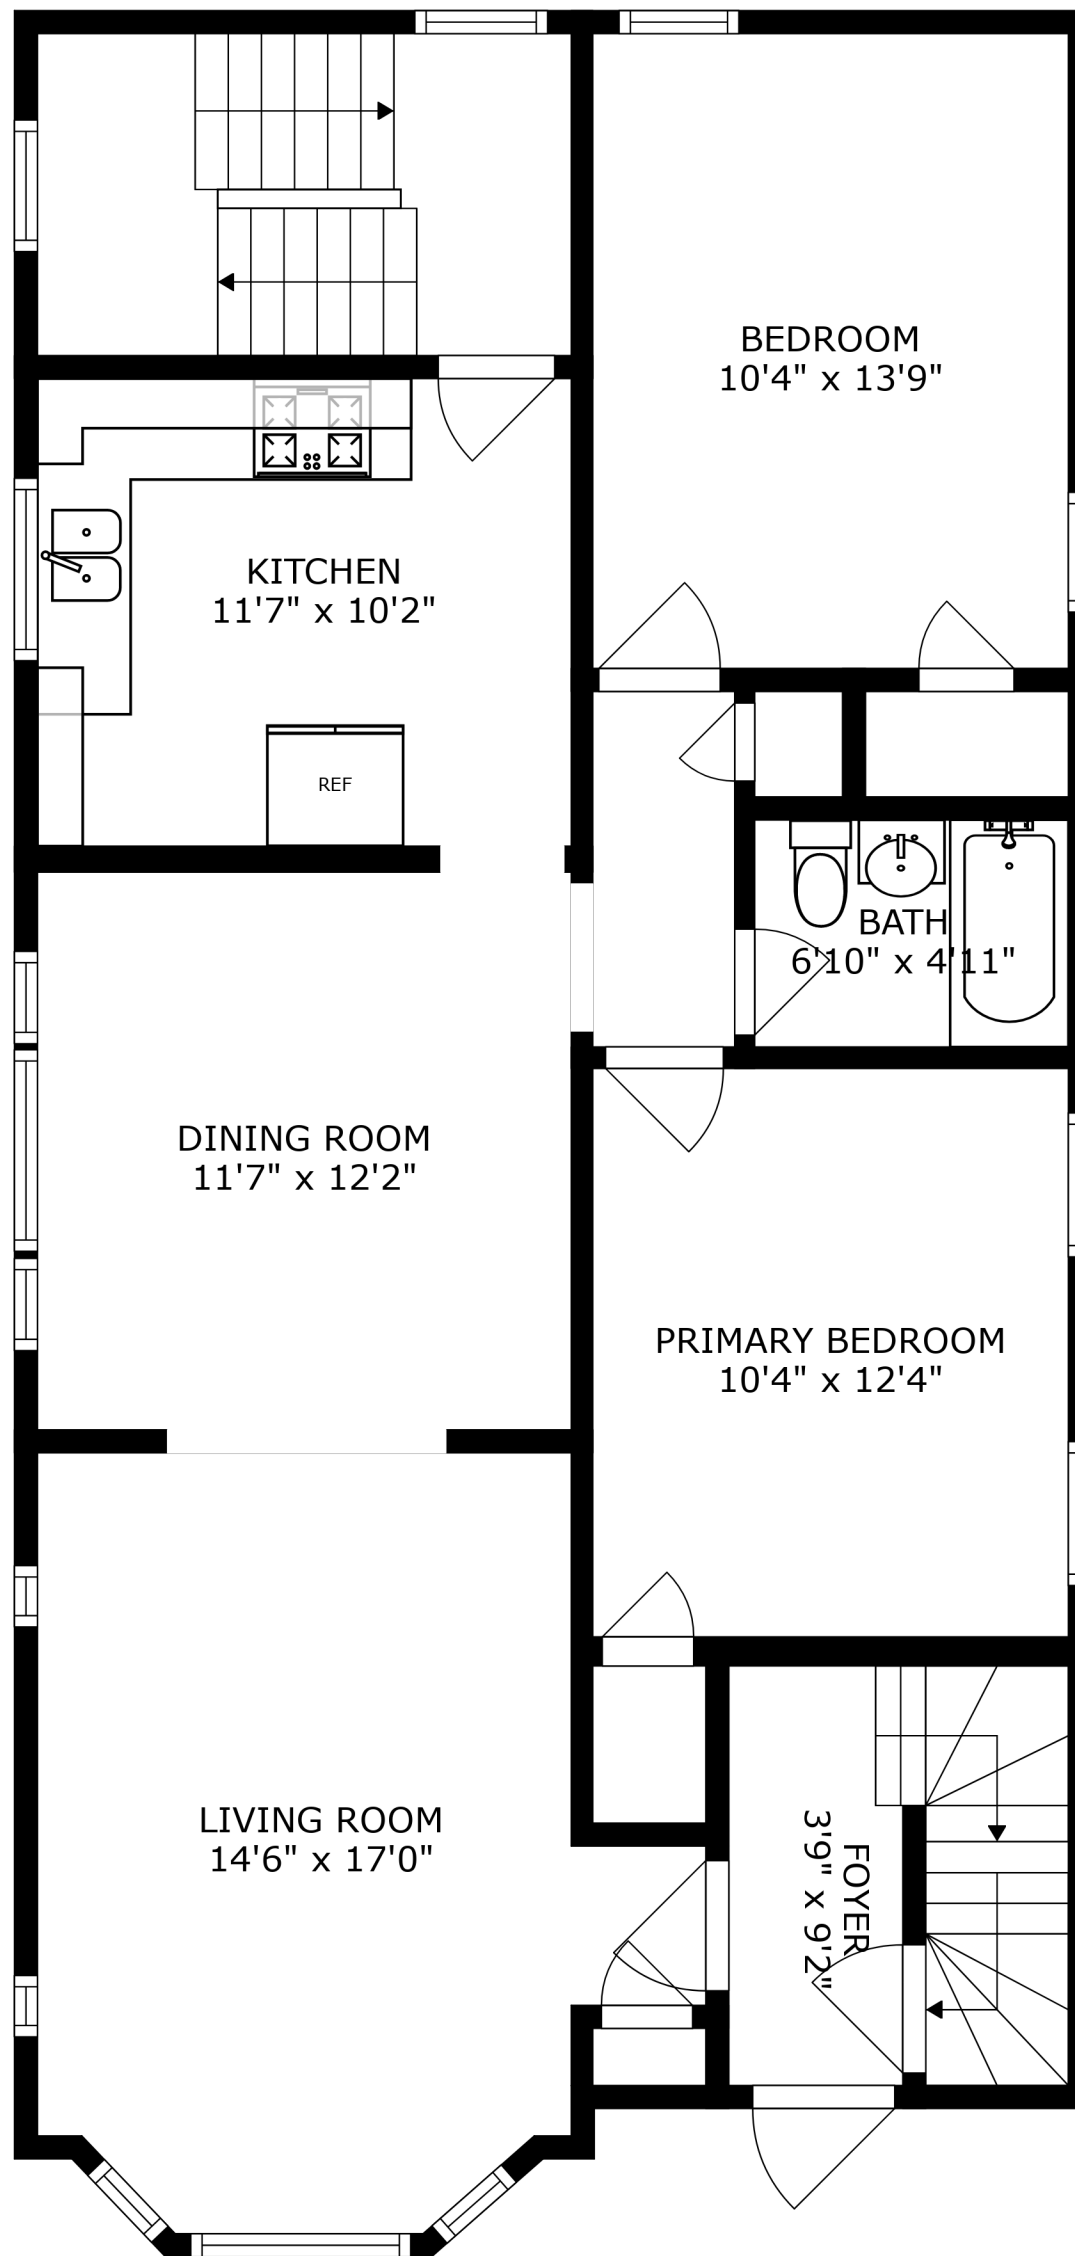 BEDROOM
10'4" x 13'9"
KITCHEN
11'7" x 10'2"
REF
BATH
6'10" x 4'11"
DINING ROOM
11'7" x 12'2"
PRIMARY BEDROOM
10'4" x 12'4"
LIVING ROOM
14'6" x 17'0"
FOYER
3'9" x 9'2"